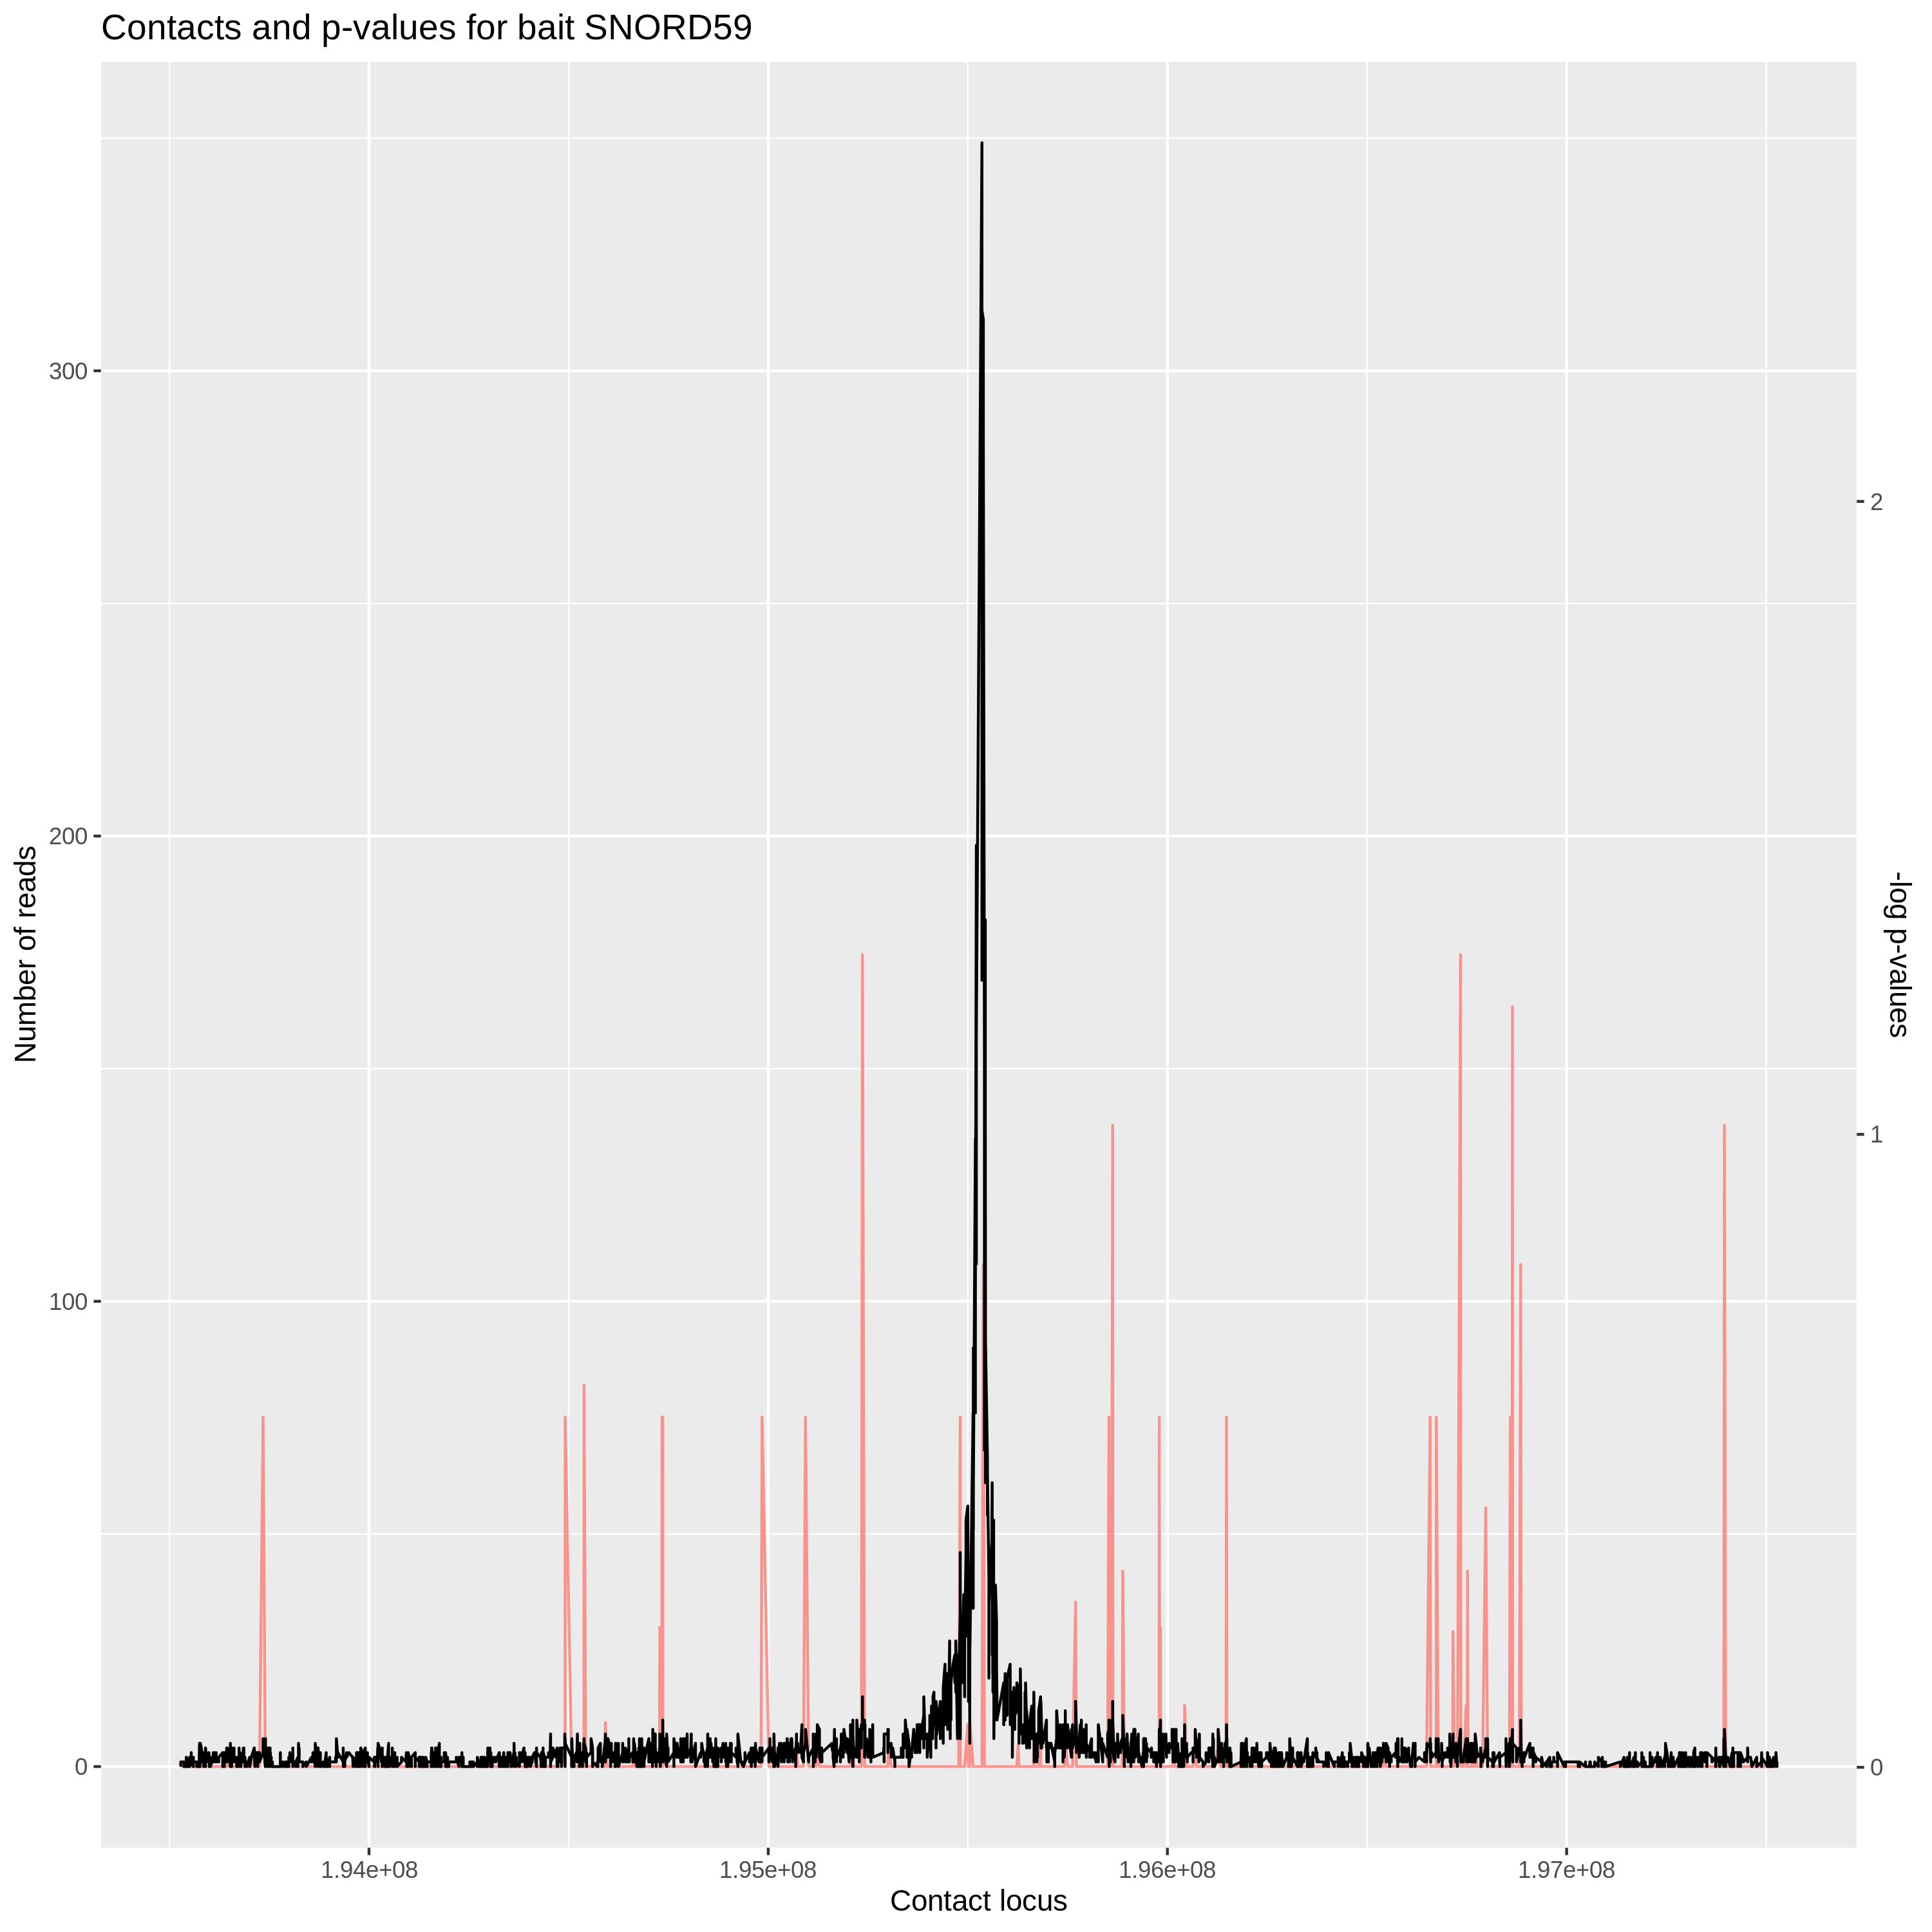 Contacts and p-values for bait SNORD59
Number of reads
300
200
100
0
2
1
0
-log p-values
1.94e+08
1.95e+08
1.96e+08
1.97e+08
Contact locus